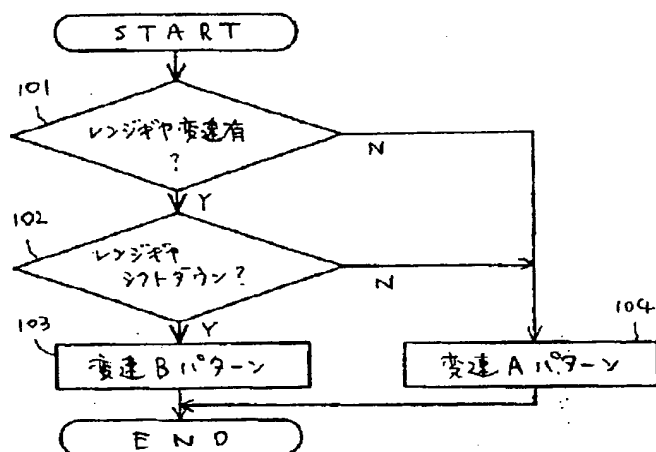 START
101
レンジギヤ変速有
?
N
Y
102
レンジギヤ
シフトダウン?
N
Y
103
変速Bパターン
104
変速Aパターン
END